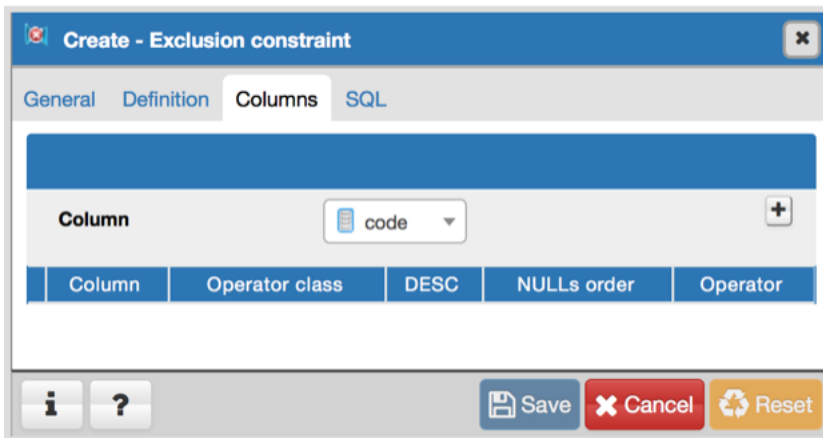 Create - Exclusion constraint
General Definition Columns SQL
Column code
Column Operator class DESC NULLs order Operator
i ? Save Cancel Reset